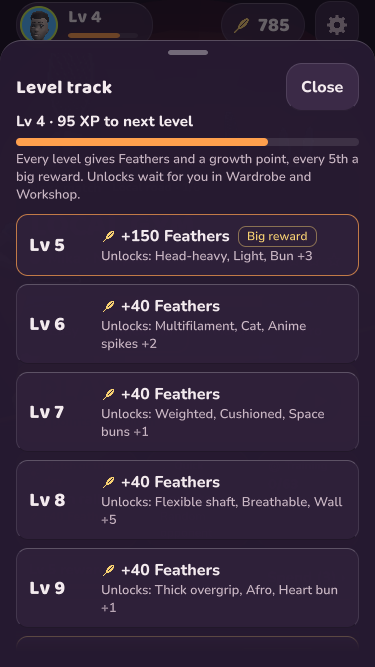 Lv 4
785
Level track
Close
Lv 4 · 95 XP to next level
Every level gives Feathers and a growth point, every 5th a
big reward. Unlocks wait for you in Wardrobe and
Workshop.
Lv 5
+150 Feathers
Big reward
Unlocks: Head-heavy, Light, Bun +3
Lv 6
+40 Feathers
Unlocks: Multifilament, Cat, Anime
spikes +2
Lv 7
+40 Feathers
Unlocks: Weighted, Cushioned, Space
buns +1
Lv 8
+40 Feathers
Unlocks: Flexible shaft, Breathable, Wall
+5
Lv 9
+40 Feathers
Unlocks: Thick overgrip, Afro, Heart bun
+1